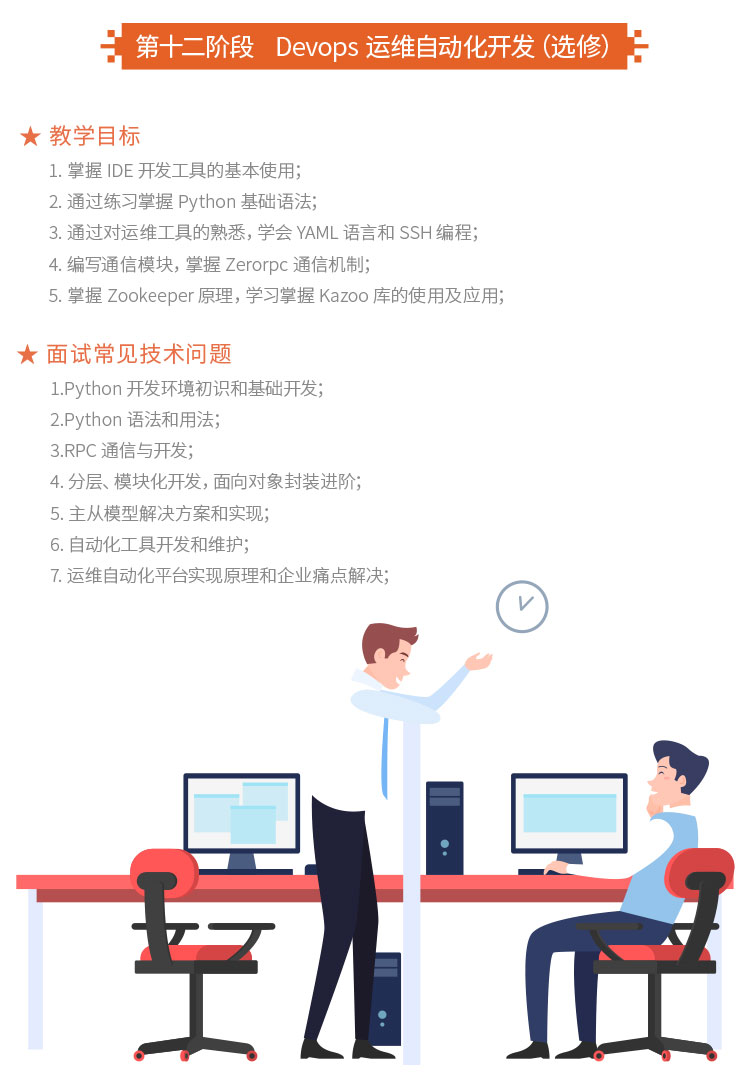 第十二阶段 Devops 运维自动化开发（选修）
★ 教学目标
1. 掌握 IDE 开发工具的基本使用；
2. 通过练习掌握 Python 基础语法；
3. 通过对运维工具的熟悉，学会 YAML 语言和 SSH 编程；
4. 编写通信模块，掌握 Zerorpc 通信机制；
5. 掌握 Zookeeper 原理，学习掌握 Kazoo 库的使用及应用；
★ 面试常见技术问题
1.Python 开发环境初识和基础开发；
2.Python 语法和用法；
3.RPC 通信与开发；
4. 分层、模块化开发，面向对象封装进阶；
5. 主从模型解决方案和实现；
6. 自动化工具开发和维护；
7. 运维自动化平台实现原理和企业痛点解决；